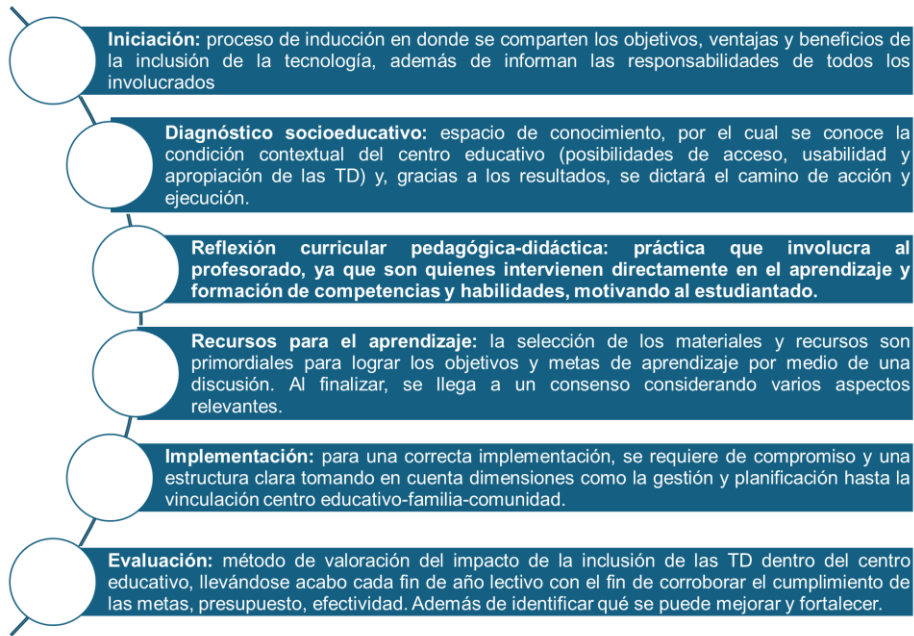 Iniciación: proceso de inducción en donde se comparten los objetivos, ventajas y beneficios de
la inclusión de la tecnología, además de informan las responsabilidades de todos los
involucrados
Diagnóstico socioeducativo: espacio de conocimiento, por el cual se conoce la
condición contextual del centro educativo (posibilidades de acceso, usabilidad y
apropiación de las TD) y, gracias a los resultados, se dictará el camino de acción y
ejecución.
Reflexión curricular pedagógica-didáctica: práctica que involucra al
profesorado, ya que son quienes intervienen directamente en el aprendizaje y
formación de competencias y habilidades, motivando al estudiantado.
Recursos para el aprendizaje: la selección de los materiales y recursos son
primordiales para lograr los objetivos y metas de aprendizaje por medio de una
discusión. Al finalizar, se llega a un consenso considerando varios aspectos
relevantes.
Implementación: para una correcta implementación, se requiere de compromiso y una
estructura clara tomando en cuenta dimensiones como la gestión y planificación hasta la
vinculación centro educativo-familia-comunidad.
Evaluación: método de valoración del impacto de la inclusión de las TD dentro del centro
educativo, llevándose acabo cada fin de año lectivo con el fin de corroborar el cumplimiento de
las metas, presupuesto, efectividad. Además de identificar qué se puede mejorar y fortalecer.